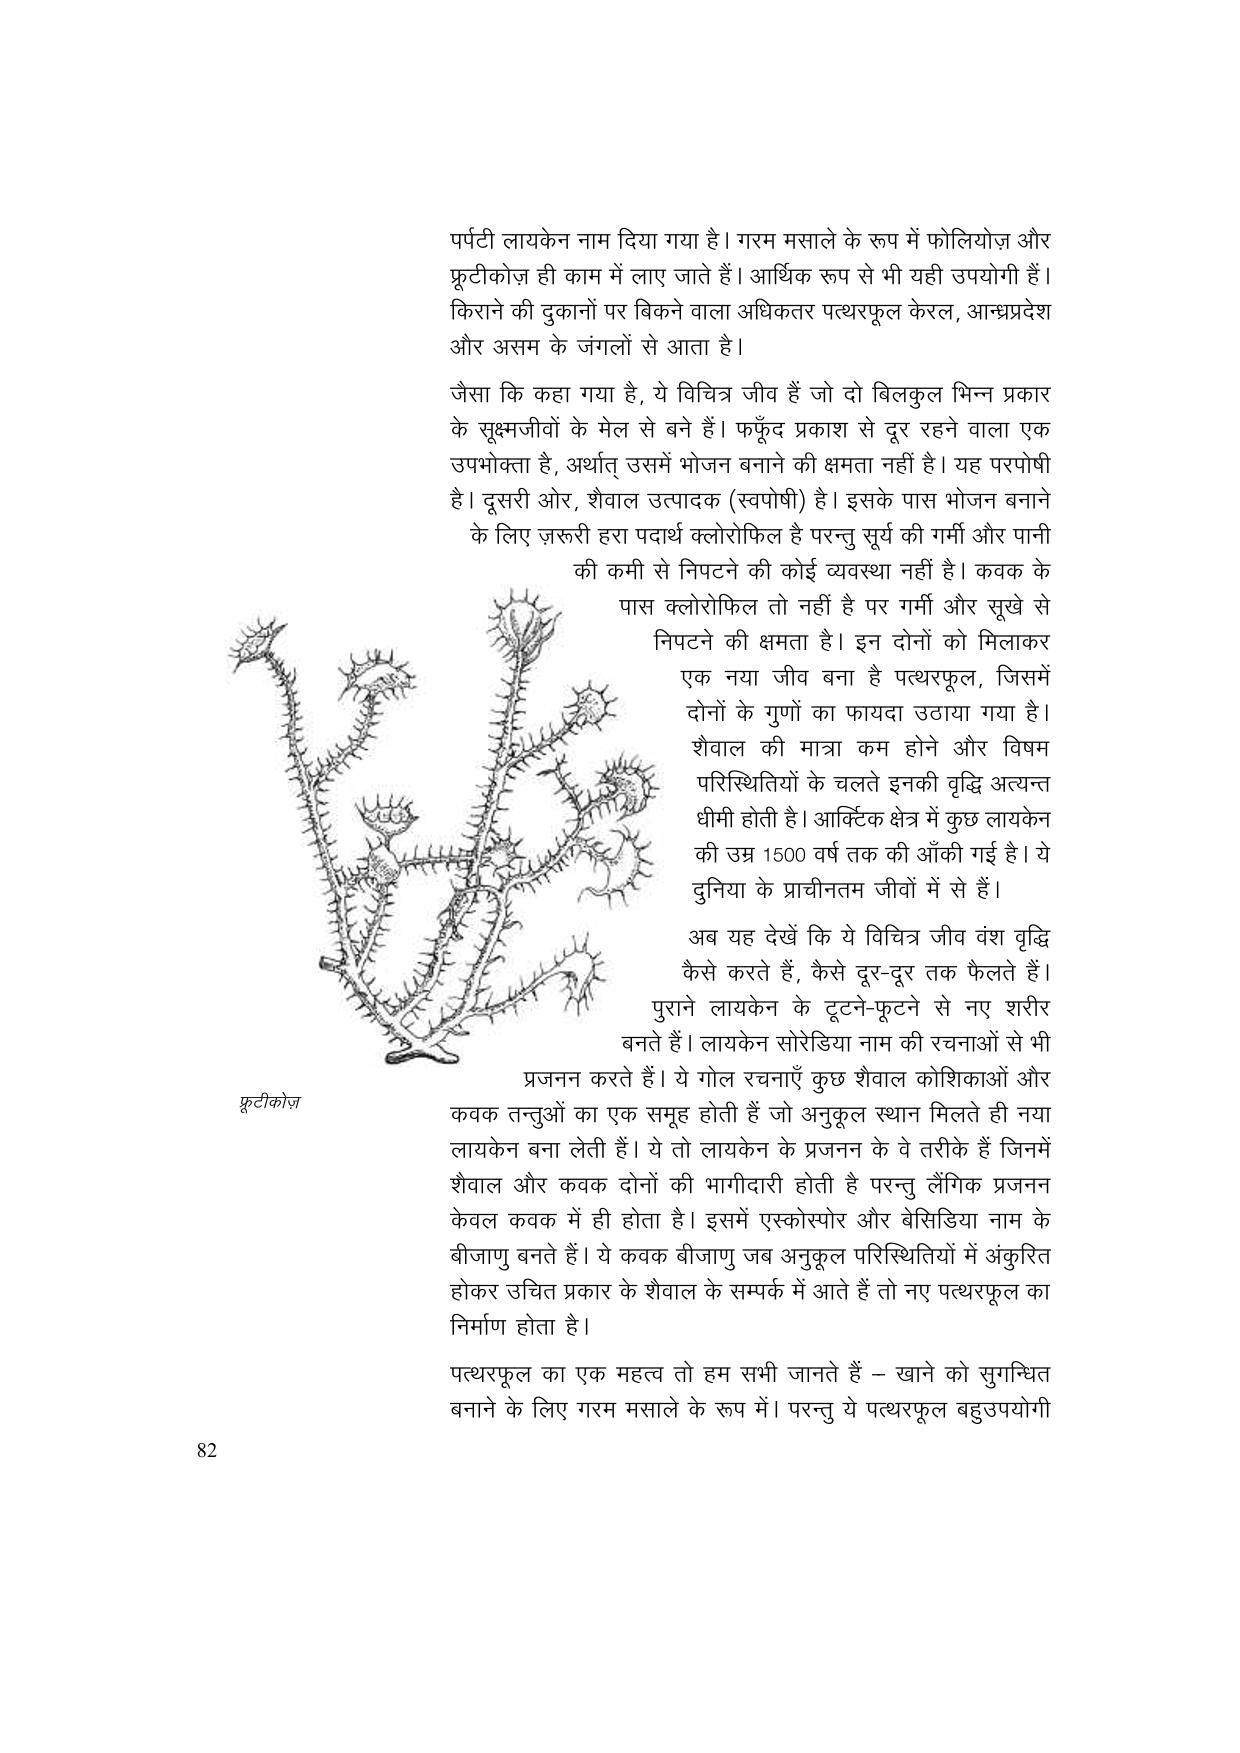 पर्पटी लायकेन नाम दिया गया है। गरम मसाले के रूप में फोलियोज़ और
फ्रूटीकोज़ ही काम में लाए जाते हैं। आर्थिक रूप से भी यही उपयोगी हैं।
किराने की दुकानों पर बिकने वाला अधिकतर पत्थरफूल केरल, आन्ध्रप्रदेश
और असम के जंगलों से आता है।
जैसा कि कहा गया है, ये विचित्र जीव हैं जो दो बिलकुल भिन्न प्रकार
के सूक्ष्मजीवों के मेल से बने हैं। फफूँद प्रकाश से दूर रहने वाला एक
उपभोक्ता है, अर्थात् उसमें भोजन बनाने की क्षमता नहीं है। यह परपोषी
है। दूसरी ओर, शैवाल उत्पादक (स्वपोषी) है। इसके पास भोजन बनाने
के लिए ज़रूरी हरा पदार्थ क्लोरोफिल है परन्तु सूर्य की गर्मी और पानी
की कमी से निपटने की कोई व्यवस्था नहीं है। कवक के
पास क्लोरोफिल तो नहीं है पर गर्मी और सूखे से
निपटने की क्षमता है। इन दोनों को मिलाकर
एक नया जीव बना है पत्थरफूल, जिसमें
दोनों के गुणों का फायदा उठाया गया है।
शैवाल की मात्रा कम होने और विषम
परिस्थितियों के चलते इनकी वृद्धि अत्यन्त
धीमी होती है। आर्क्टिक क्षेत्र में कुछ लायकेन
की उम्र 1500 वर्ष तक की आँकी गई है। ये
दुनिया के प्राचीनतम जीवों में से हैं।
अब यह देखें कि ये विचित्र जीव वंश वृद्धि
कैसे करते हैं, कैसे दूर-दूर तक फैलते हैं।
पुराने लायकेन के टूटने-फूटने से नए शरीर
बनते हैं। लायकेन सोरेडिया नाम की रचनाओं से भी
प्रजनन करते हैं। ये गोल रचनाएँ कुछ शैवाल कोशिकाओं और
फ्रूटीकोज़
कवक तन्तुओं का एक समूह होती हैं जो अनुकूल स्थान मिलते ही नया
लायकेन बना लेती हैं। ये तो लायकेन के प्रजनन के वे तरीके हैं जिनमें
शैवाल और कवक दोनों की भागीदारी होती है परन्तु लैंगिक प्रजनन
केवल कवक में ही होता है। इसमें एस्कोस्पोर और बेसिडिया नाम के
बीजाणु बनते हैं। ये कवक बीजाणु जब अनुकूल परिस्थितियों में अंकुरित
होकर उचित प्रकार के शैवाल के सम्पर्क में आते हैं तो नए पत्थरफूल का
निर्माण होता है।
पत्थरफूल का एक महत्व तो हम सभी जानते हैं – खाने को सुगन्धित
बनाने के लिए गरम मसाले के रूप में। परन्तु ये पत्थरफूल बहुउपयोगी
82